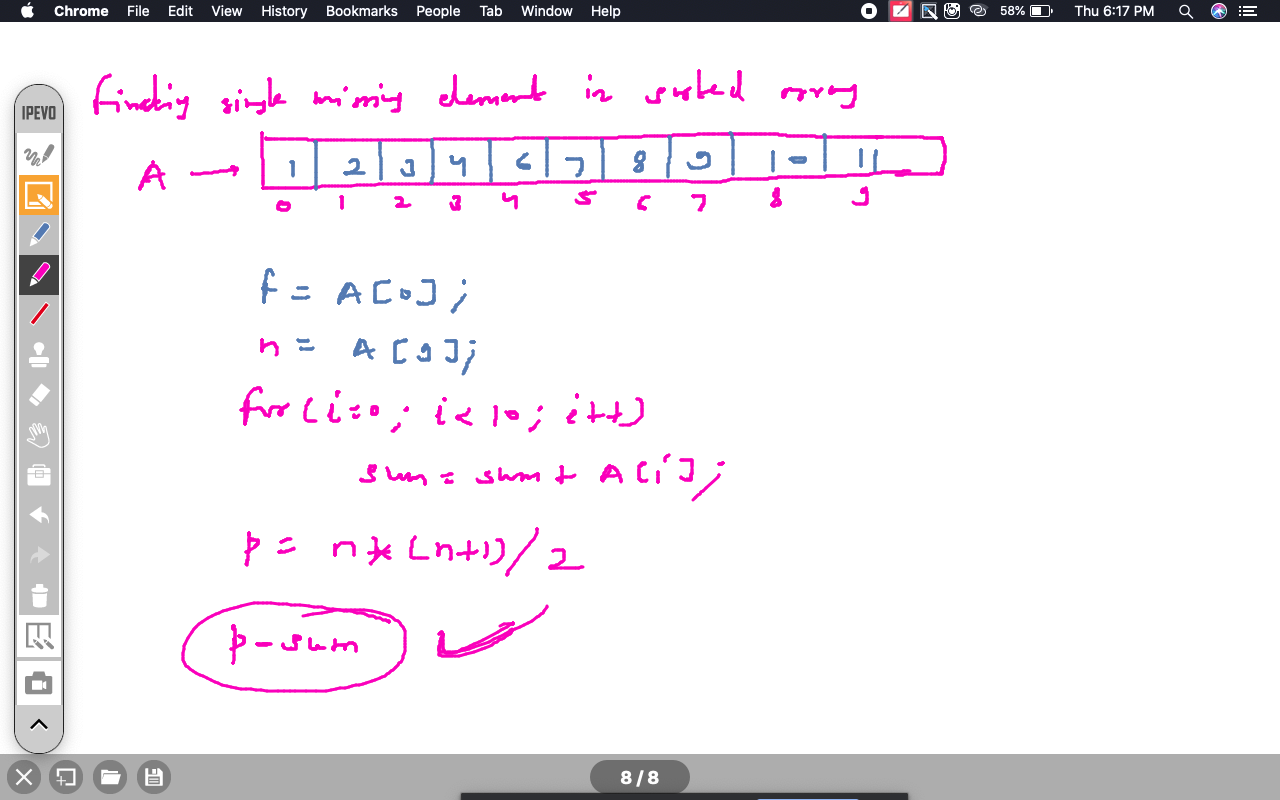 Chrome File Edit View History Bookmarks People Tab Window Help 58% Thu 6:17 PM
IPEVO
Finding single missing element in sorted array
A → 1 2 3 4 6 7 8 9 10 11
0 1 2 3 4 5 6 7 8 9
f = A[0];
n = A[9];
for(i=0; i<10; i++)
sum = sum + A[i];
p = n*(n+1)/2
p-sum
8/8